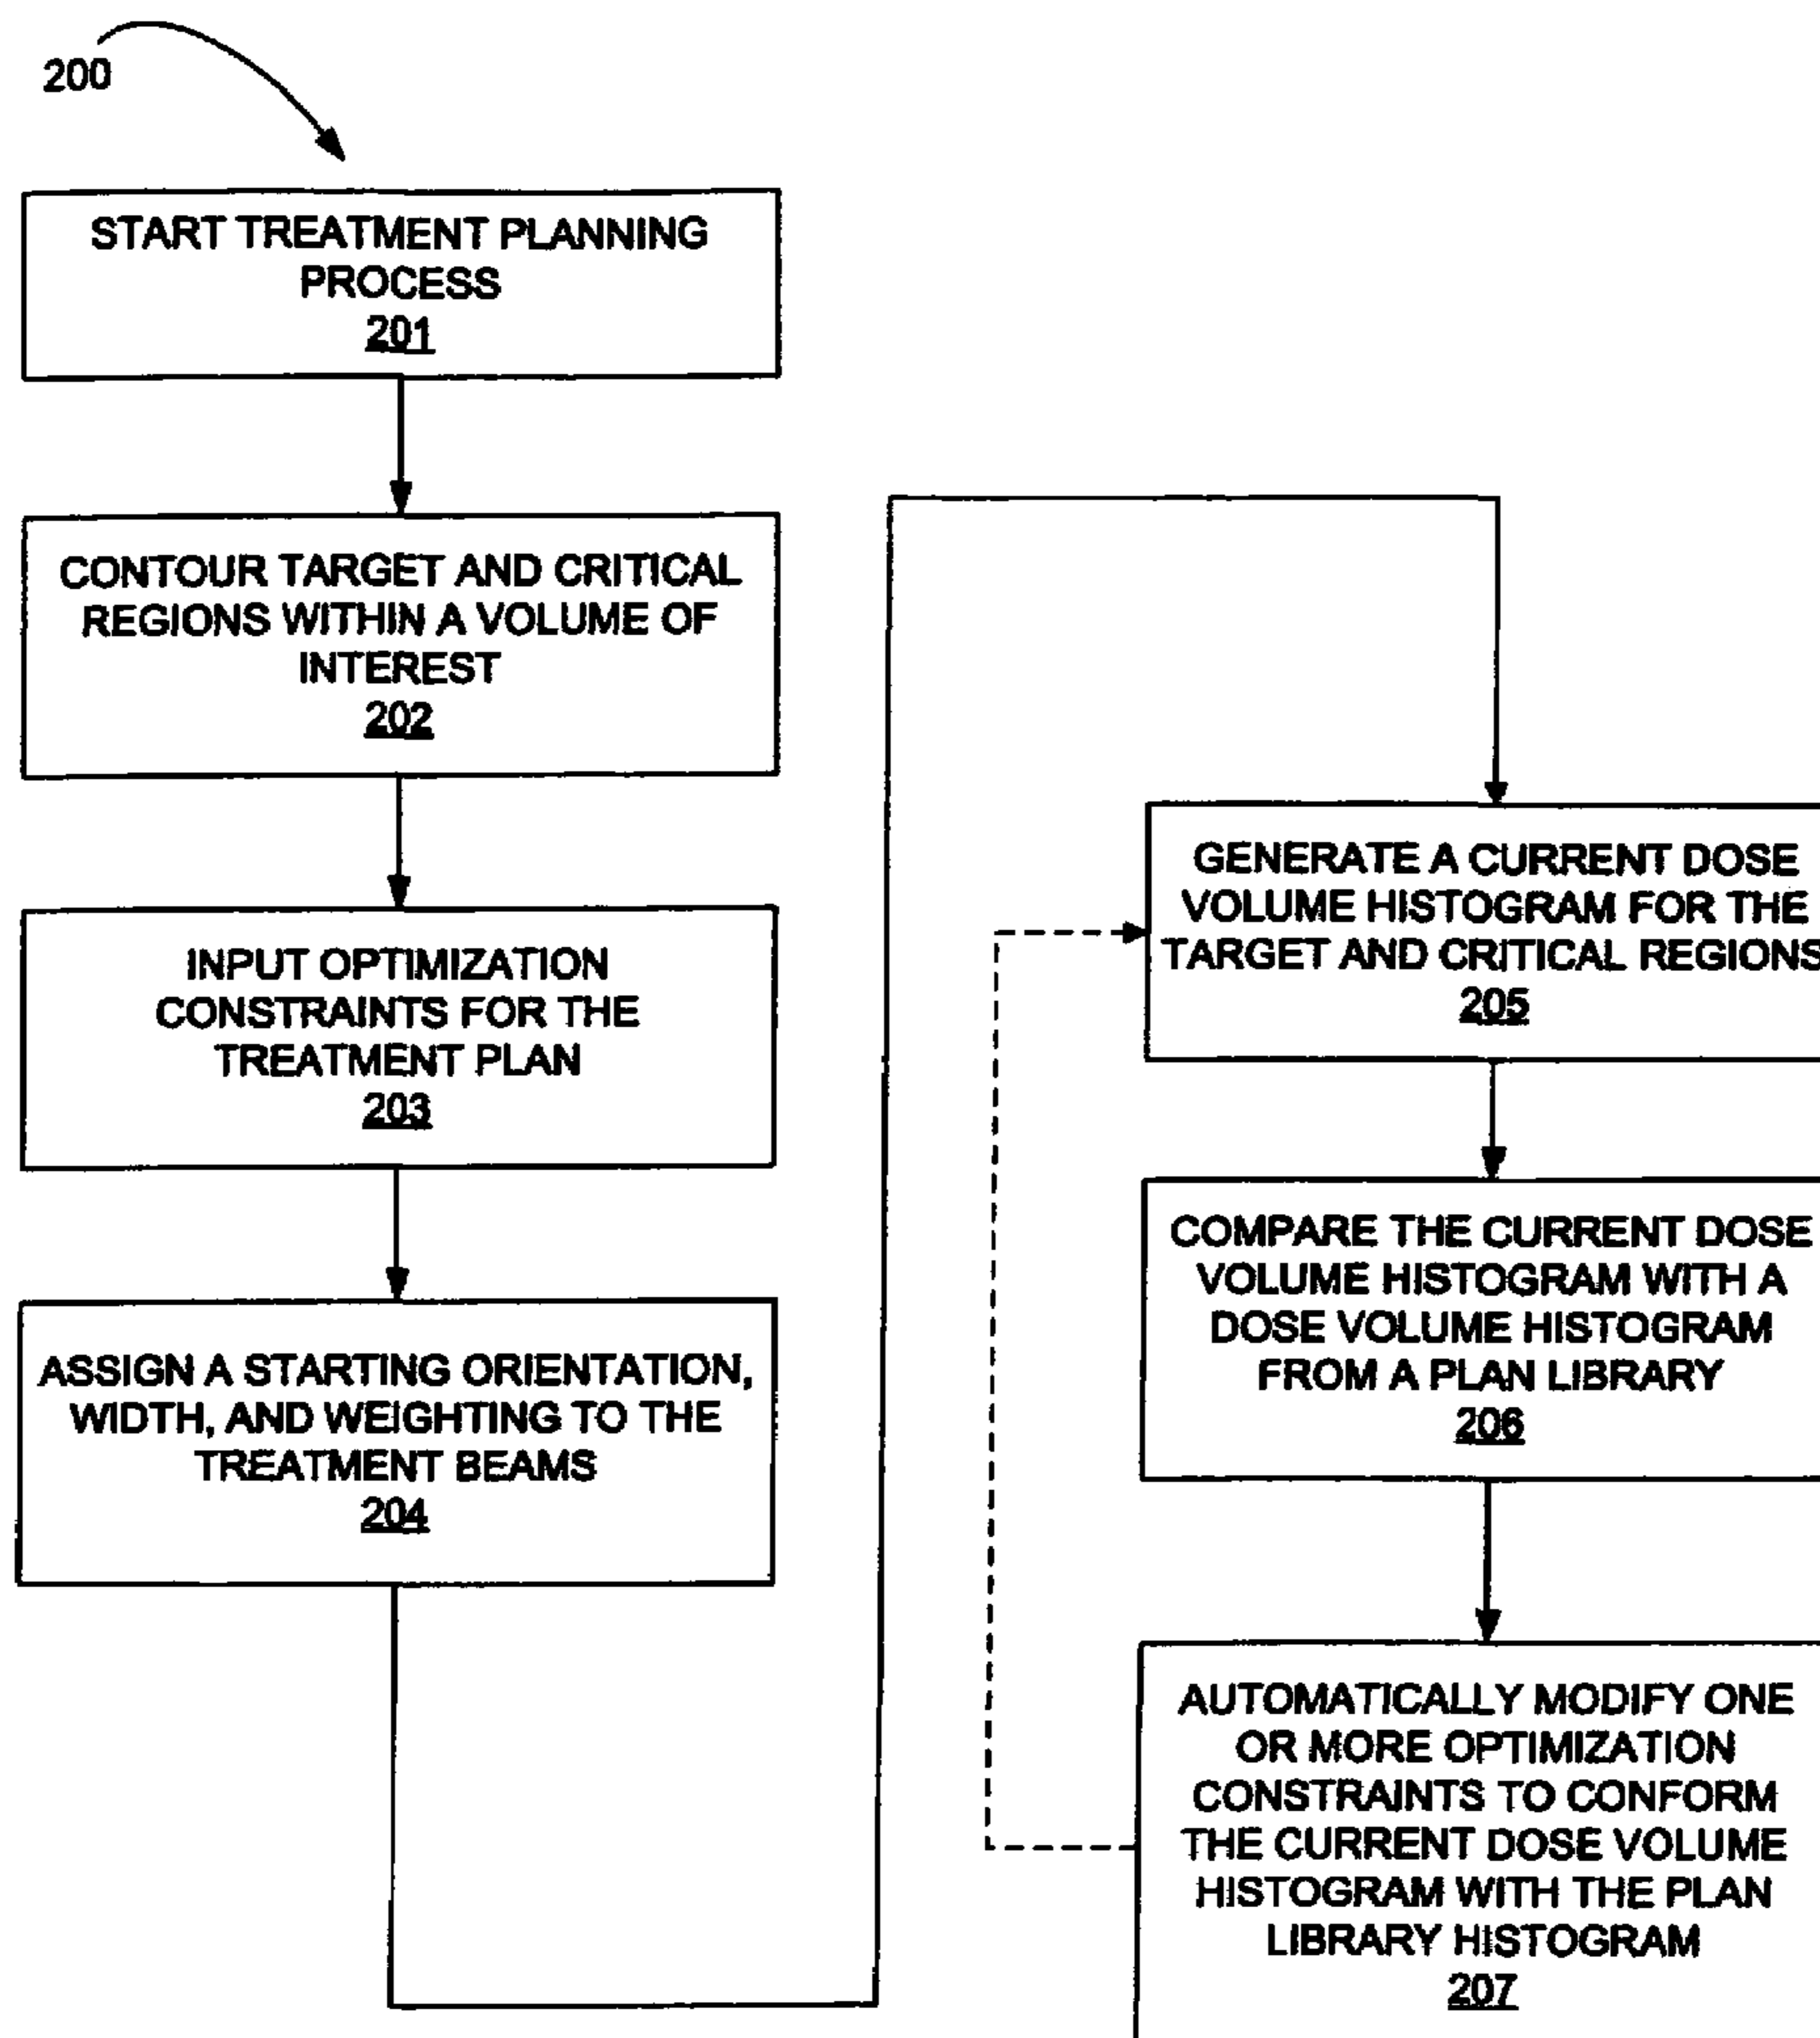 200
START TREATMENT PLANNING
PROCESS
201
CONTOUR TARGET AND CRITICAL
REGIONS WITHIN A VOLUME OF
INTEREST
202
INPUT OPTIMIZATION
CONSTRAINTS FOR THE
TREATMENT PLAN
203
ASSIGN A STARTING ORIENTATION,
WIDTH, AND WEIGHTING TO THE
TREATMENT BEAMS
204
GENERATE A CURRENT DOSE
VOLUME HISTOGRAM FOR THE
TARGET AND CRITICAL REGIONS
205
COMPARE THE CURRENT DOSE
VOLUME HISTOGRAM WITH A
DOSE VOLUME HISTOGRAM
FROM A PLAN LIBRARY
206
AUTOMATICALLY MODIFY ONE
OR MORE OPTIMIZATION
CONSTRAINTS TO CONFORM
THE CURRENT DOSE VOLUME
HISTOGRAM WITH THE PLAN
LIBRARY HISTOGRAM
207